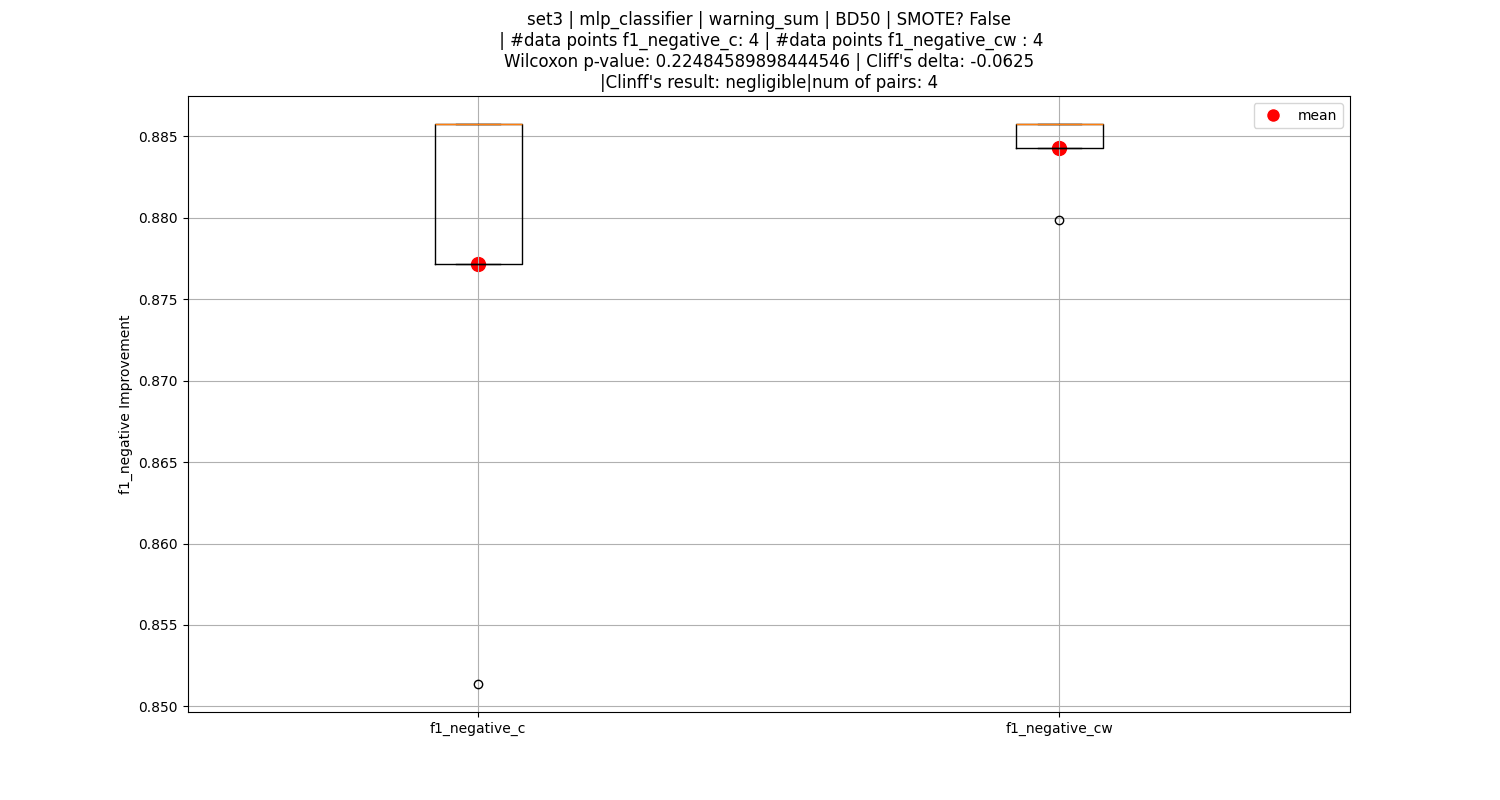 set3 | mlp_classifier | warning_sum | BD50 | SMOTE? False
| #data points f1_negative_c: 4 | #data points f1_negative_cw : 4
Wilcoxon p-value: 0.22484589898444546 | Cliff's delta: -0.0625
|Clinff's result: negligible|num of pairs: 4
mean
0.885
0.880
0.875
0.870
0.865
0.860
0.855
0.850
f1_negative Improvement
f1_negative_c
f1_negative_cw